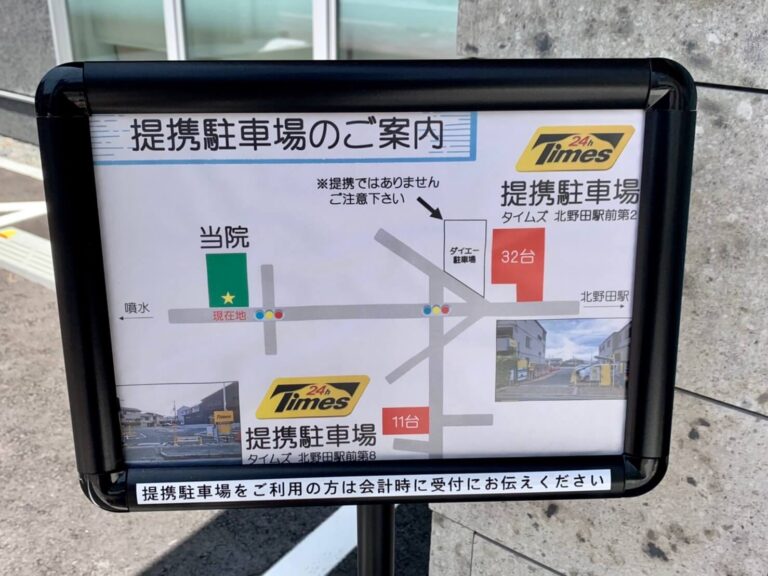 提携駐車場のご案内
24h
Times
提携駐車場
タイムズ 北野田駅前第2
※提携ではありません
ご注意下さい
当院
ダイエー
駐車場
32台
噴水
現在地
北野田駅
24h
Times
提携駐車場
タイムズ 北野田駅前第8
11台
提携駐車場をご利用の方は会計時に受付にお伝えください